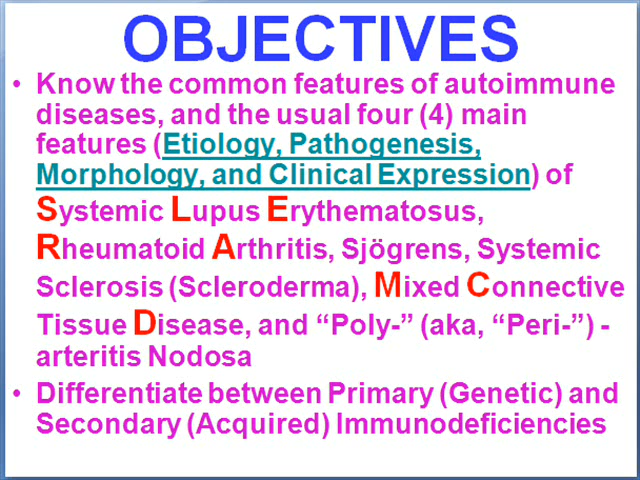 OBJECTIVES
• Know the common features of autoimmune
diseases, and the usual four (4) main
features (Etiology, Pathogenesis,
Morphology, and Clinical Expression) of
Systemic Lupus Erythematosus,
Rheumatoid Arthritis, Sjögrens, Systemic
Sclerosis (Scleroderma), Mixed Connective
Tissue Disease, and “Poly-” (aka, “Peri-”) -
arteritis Nodosa
• Differentiate between Primary (Genetic) and
Secondary (Acquired) Immunodeficiencies